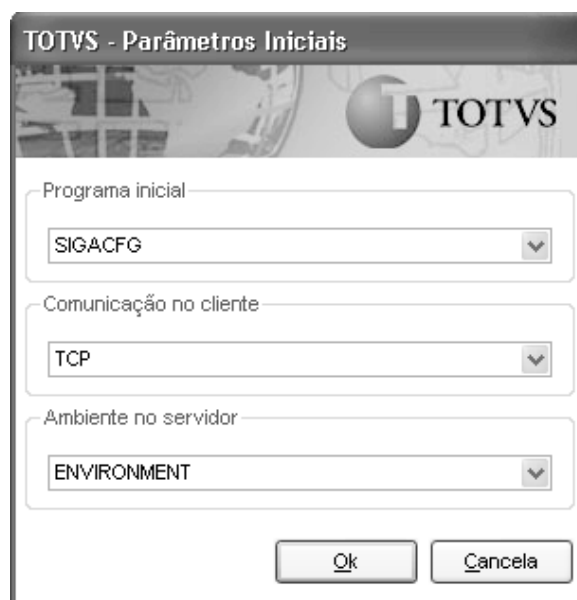 TOTVS - Parâmetros Iniciais
TOTVS
Programa inicial
SIGACFG
Comunicação no cliente
TCP
Ambiente no servidor
ENVIRONMENT
Ok Cancela